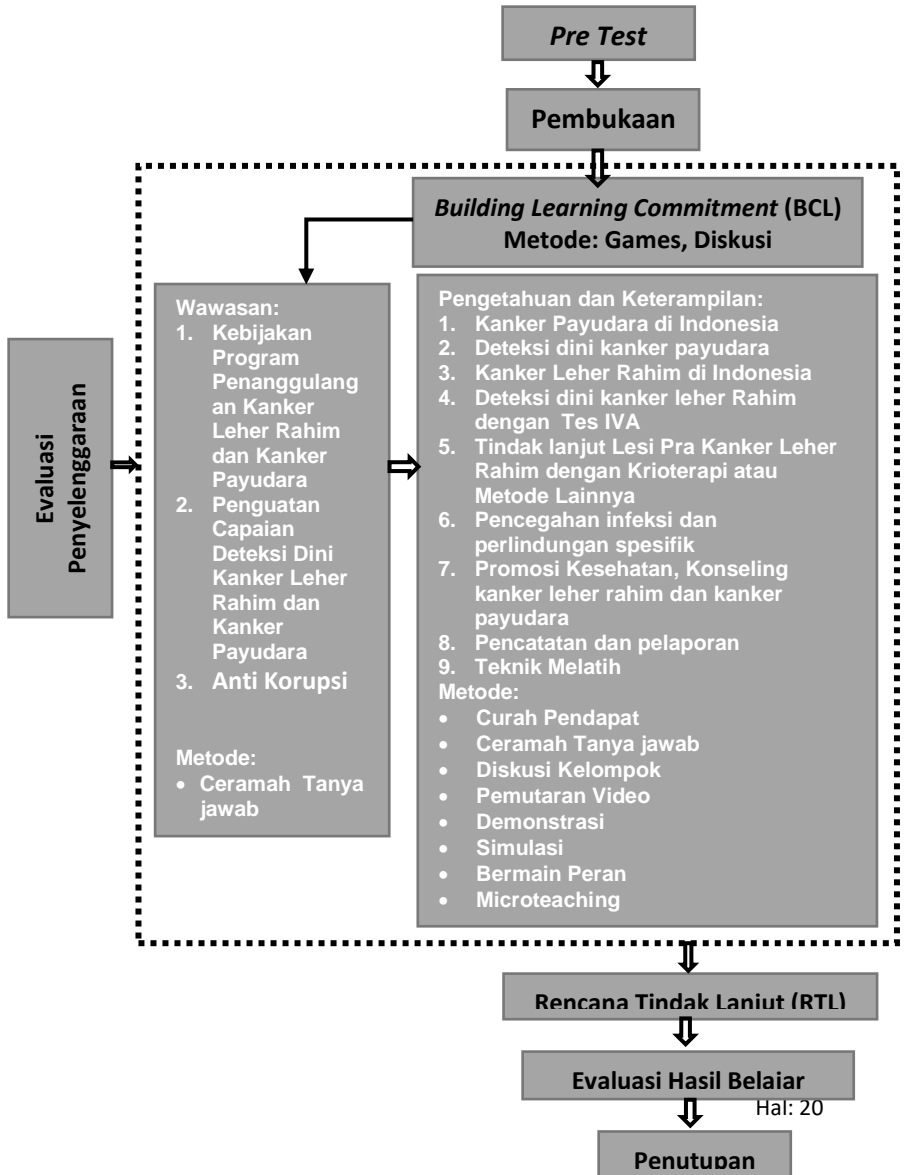 Pre Test
Pembukaan
Building Learning Commitment (BCL)
Metode: Games, Diskusi
Evaluasi
Penyelenggaraan
Wawasan:
1. Kebijakan
Program
Penanggulang
an Kanker
Leher Rahim
dan Kanker
Payudara
2. Penguatan
Capaian
Deteksi Dini
Kanker Leher
Rahim dan
Kanker
Payudara
3. Anti Korupsi
Metode:
• Ceramah Tanya
jawab
Pengetahuan dan Keterampilan:
1. Kanker Payudara di Indonesia
2. Deteksi dini kanker payudara
3. Kanker Leher Rahim di Indonesia
4. Deteksi dini kanker leher Rahim
dengan Tes IVA
5. Tindak lanjut Lesi Pra Kanker Leher
Rahim dengan Krioterapi atau
Metode Lainnya
6. Pencegahan infeksi dan
perlindungan spesifik
7. Promosi Kesehatan, Konseling
kanker leher rahim dan kanker
payudara
8. Pencatatan dan pelaporan
9. Teknik Melatih
Metode:
• Curah Pendapat
• Ceramah Tanya jawab
• Diskusi Kelompok
• Pemutaran Video
• Demonstrasi
• Simulasi
• Bermain Peran
• Microteaching
Rencana Tindak Lanjut (RTL)
Evaluasi Hasil Belajar
Hal: 20
Penutupan